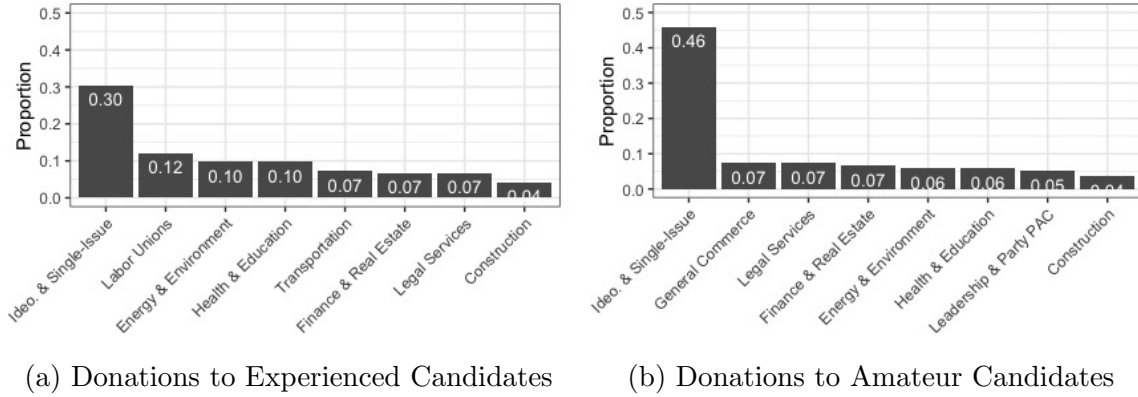 Proportion
0.5
0.4
0.3
0.2
0.1
0.0
0.30
0.12
0.10
0.10
0.07
0.07
0.07
0.04
Ideo. & Single-Issue
Labor Unions
Energy & Environment
Health & Education
Transportation
Finance & Real Estate
Legal Services
Construction
(a) Donations to Experienced Candidates
Proportion
0.5
0.4
0.3
0.2
0.1
0.0
0.46
0.07
0.07
0.07
0.06
0.06
0.05
0.04
Ideo. & Single-Issue
General Commerce
Legal Services
Finance & Real Estate
Energy & Environment
Health & Education
Leadership & Party PAC
Construction
(b) Donations to Amateur Candidates